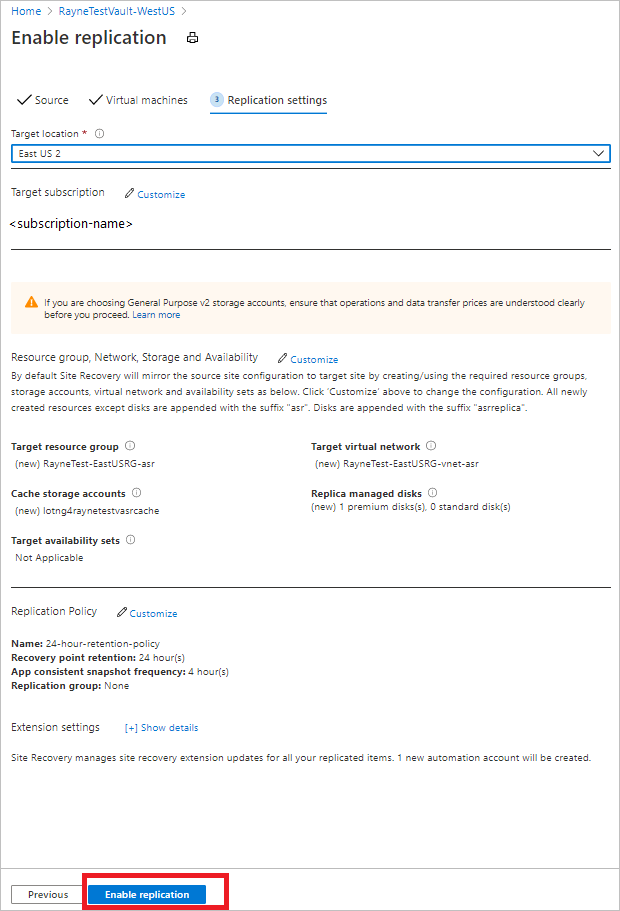 Home > RayneTestVault-WestUS >
Enable replication
Source Virtual machines 3 Replication settings
Target location *
East US 2
Target subscription Customize
<subscription-name>
If you are choosing General Purpose v2 storage accounts, ensure that operations and data transfer prices are understood clearly
before you proceed. Learn more
Resource group, Network, Storage and Availability Customize
By default Site Recovery will mirror the source site configuration to target site by creating/using the required resource groups,
storage accounts, virtual network and availability sets as below. Click 'Customize' above to change the configuration. All newly
created resources except disks are appended with the suffix "asr". Disks are appended with the suffix "asrreplica".
Target resource group
(new) RayneTest-EastUSRG-asr
Target virtual network
(new) RayneTest-EastUSRG-vnet-asr
Cache storage accounts
(new) lotng4raynetestvasrcache
Replica managed disks
(new) 1 premium disks(s), 0 standard disk(s)
Target availability sets
Not Applicable
Replication Policy Customize
Name: 24-hour-retention-policy
Recovery point retention: 24 hour(s)
App consistent snapshot frequency: 4 hour(s)
Replication group: None
Extension settings [+] Show details
Site Recovery manages site recovery extension updates for all your replicated items. 1 new automation account will be created.
Previous Enable replication